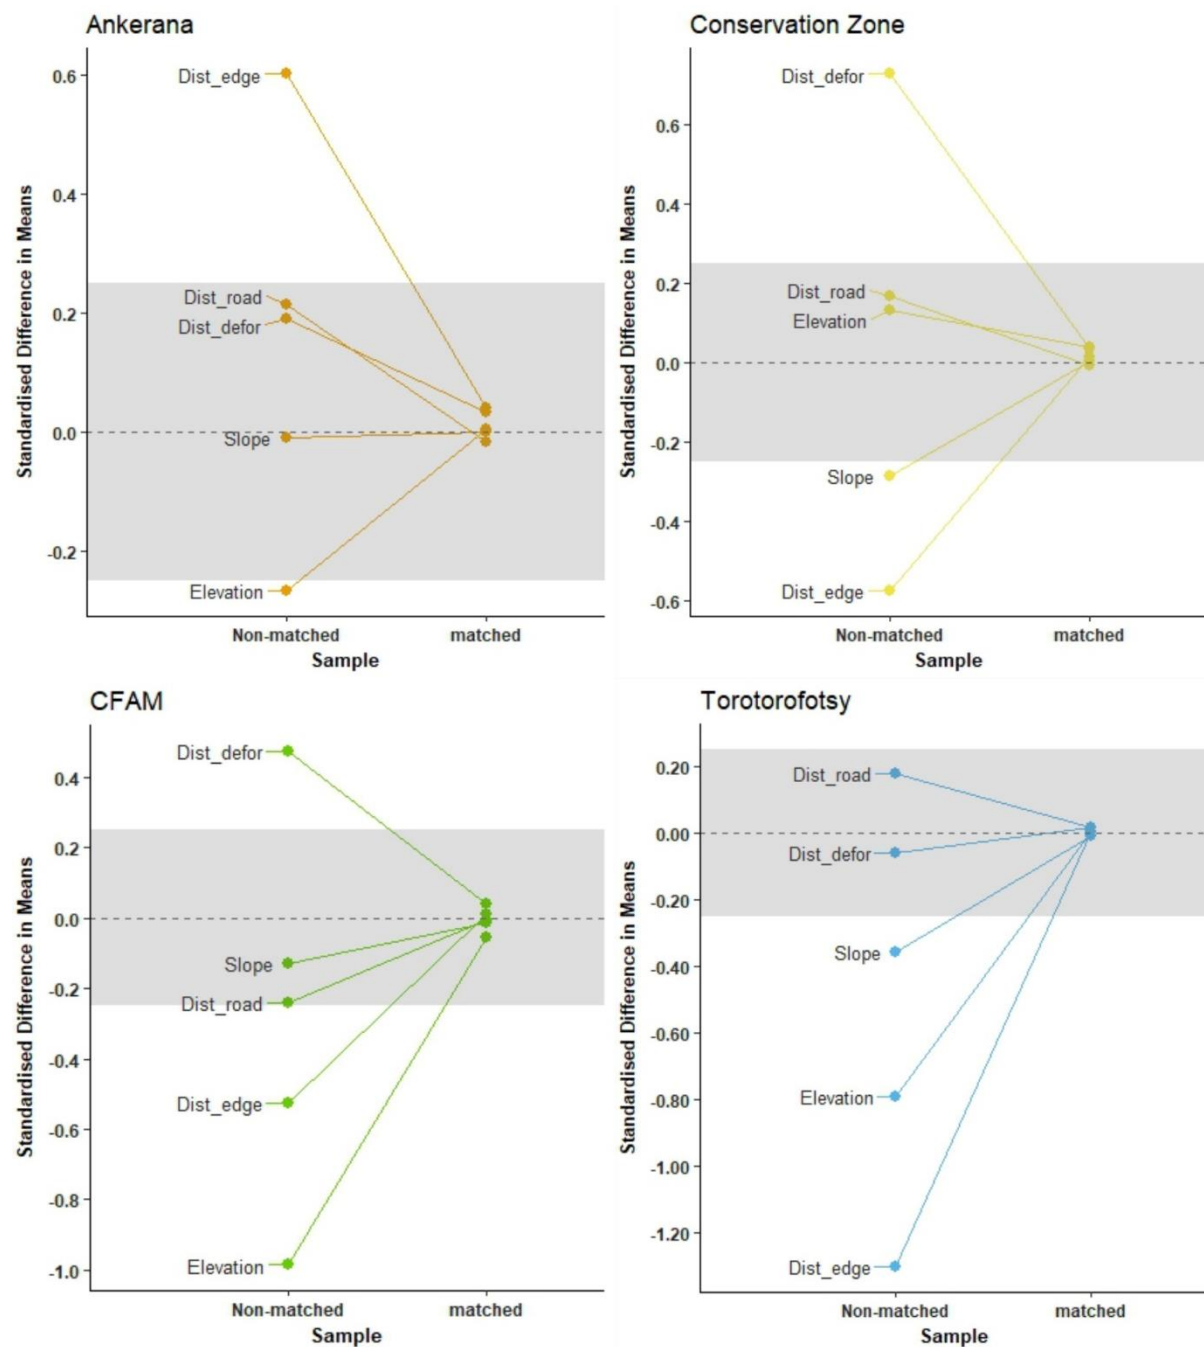 Ankerana
Standardised Difference in Means
0.6
0.4
0.2
0.0
-0.2
Dist_edge
Dist_road
Dist_defor
Slope
Elevation
Non-matched matched
Sample
Conservation Zone
Standardised Difference in Means
0.6
0.4
0.2
0.0
-0.2
-0.4
-0.6
Dist_defor
Dist_road
Elevation
Slope
Dist_edge
Non-matched matched
Sample
CFAM
Standardised Difference in Means
0.4
0.2
0.0
-0.2
-0.4
-0.6
-0.8
-1.0
Dist_defor
Slope
Dist_road
Dist_edge
Elevation
Non-matched matched
Sample
Torotorofotsy
Standardised Difference in Means
0.20
0.00
-0.20
-0.40
-0.60
-0.80
-1.00
-1.20
Dist_road
Dist_defor
Slope
Elevation
Dist_edge
Non-matched matched
Sample